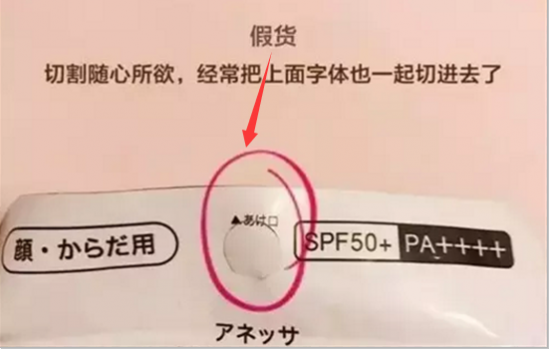 假货
切割随心所欲，经常把上面字体也一起切进去了
▲あけ口
顔・からだ用
SPF50+ PA++++
アネッサ